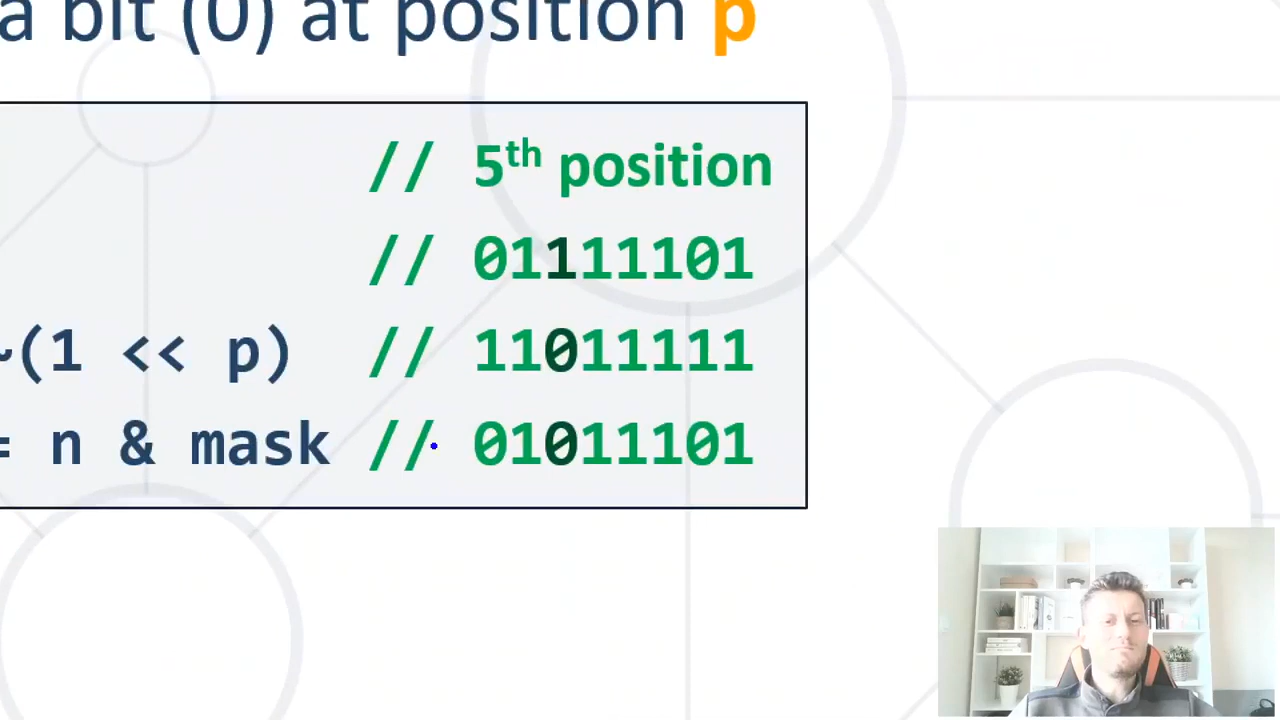 a bit (0) at position p
// 5th position
// 01111101
~(1 << p) // 11011111
= n & mask // 01011101